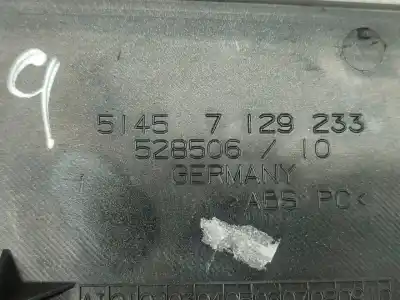 9
5145 7 129 233
528506 / 10
GERMANY
>ABS PC<